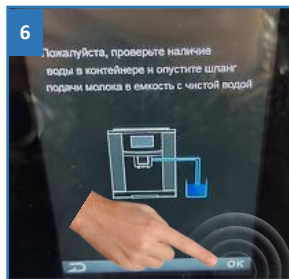 6
Пожалуйста, проверьте наличие
воды в контейнере и опустите шланг
подачи молока в емкость с чистой водой
OK